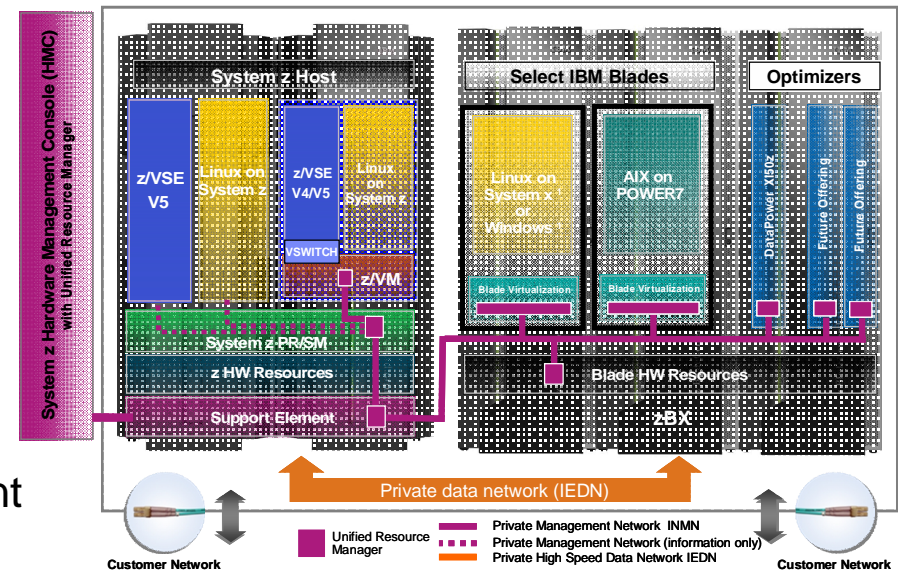 System z Hardware Management Console (HMC)
with Unified Resource Manager
System z Host
Select IBM Blades
Optimizers
z/VSE
V5
Linux on
System z
z/VSE
V4/V5
Linux
on
System z
VSWITCH
z/VM
Linux on
System x
or
Windows
AIX on
POWER7
Blade Virtualization
Blade Virtualization
DataPower XI50z
Future Offering
Future Offering
System z PR/SM
z HW Resources
Support Element
Blade HW Resources
zBX
nt
Private data network (IEDN)
Unified Resource
Manager
Private Management Network INMN
Private Management Network (information only)
Private High Speed Data Network IEDN
Customer Network
Customer Network